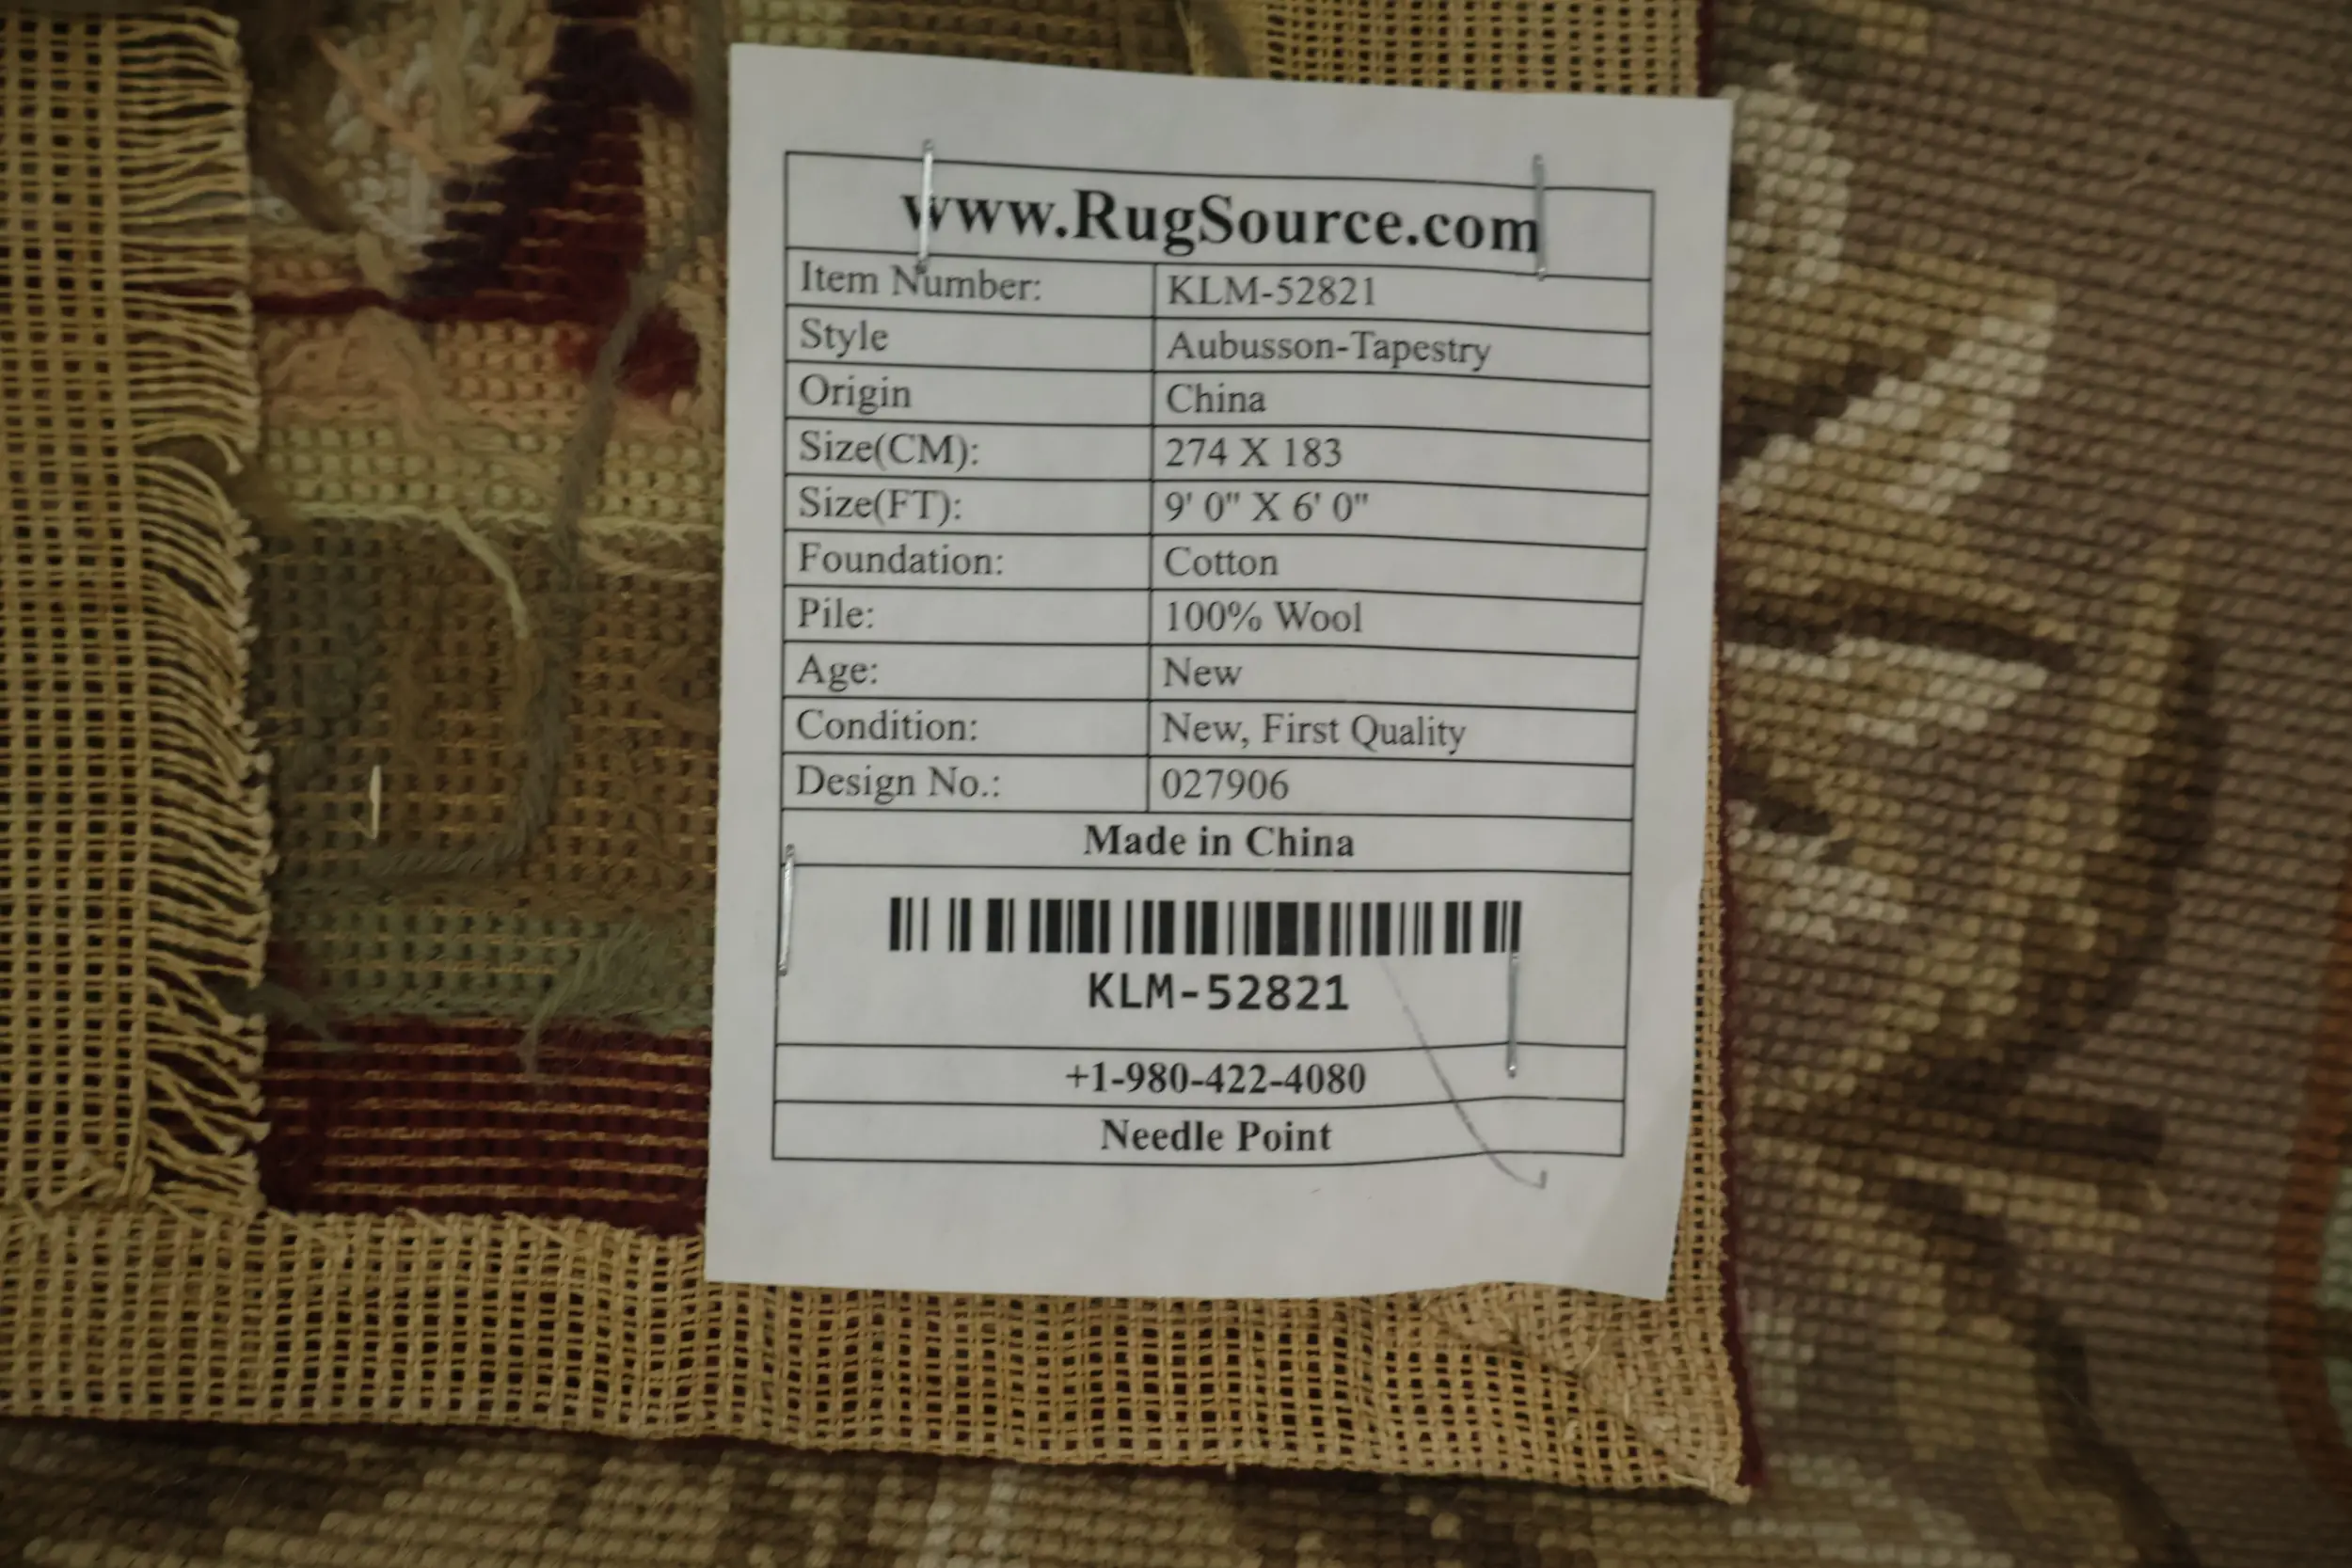 www.RugSource.com
Item Number: KLM-52821
Style Aubusson-Tapestry
Origin China
Size(CM): 274 X 183
Size(FT): 9' 0" X 6' 0"
Foundation: Cotton
Pile: 100% Wool
Age: New
Condition: New, First Quality
Design No.: 027906
Made in China
KLM-52821
+1-980-422-4080
Needle Point